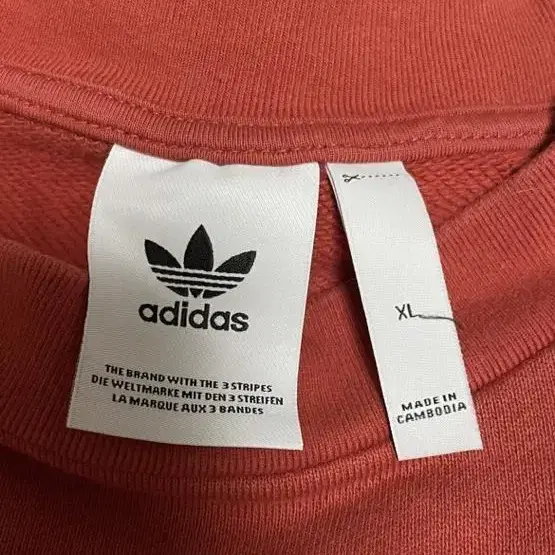 adidas
THE BRAND WITH THE 3 STRIPES
DIE WELTMARKE MIT DEN 3 STREIFEN
LA MARQUE AUX 3 BANDES
XL
MADE IN
CAMBODIA